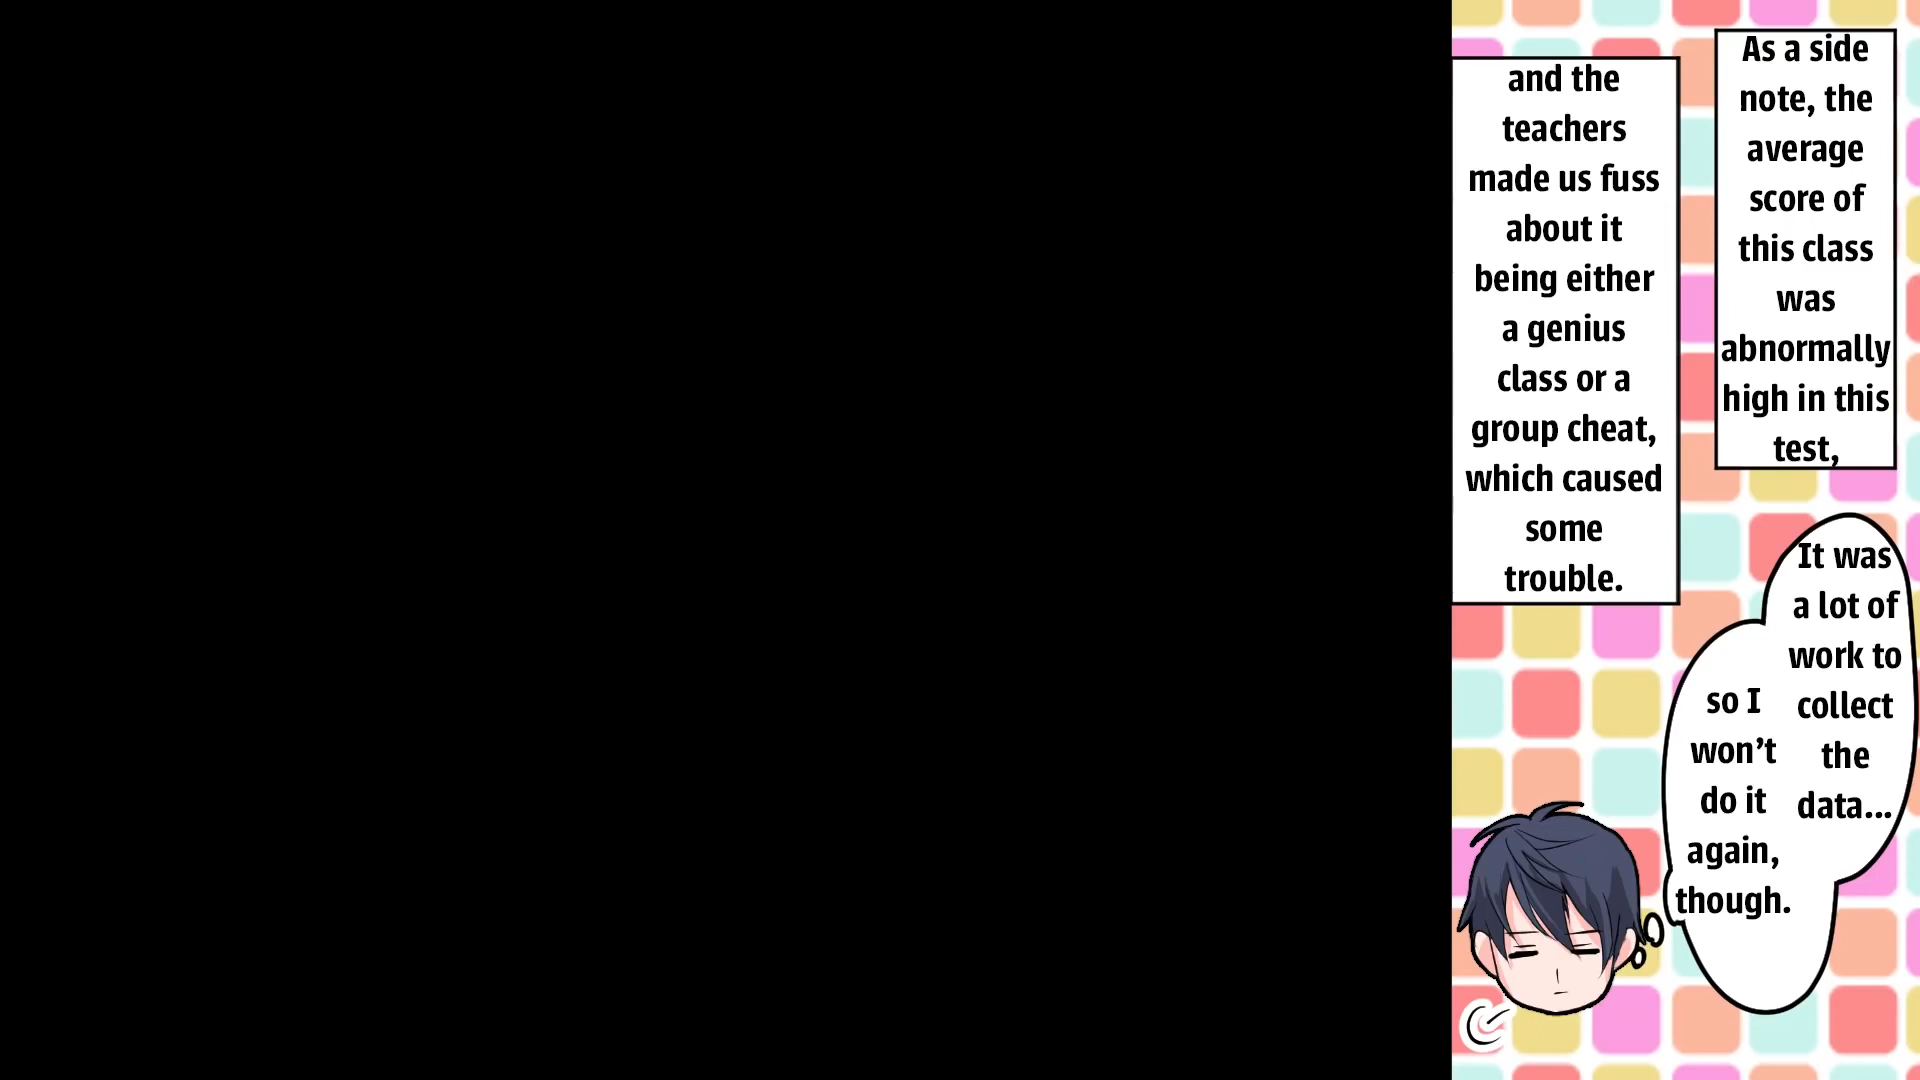 As a side
note, the
average
score of
this class
was
abnormally
high in this
test,
and the
teachers
made us fuss
about it
being either
a genius
class or a
group cheat,
which caused
some
trouble.
It was
a lot of
work to
collect
the
data...
so I
won't
do it
again,
though.